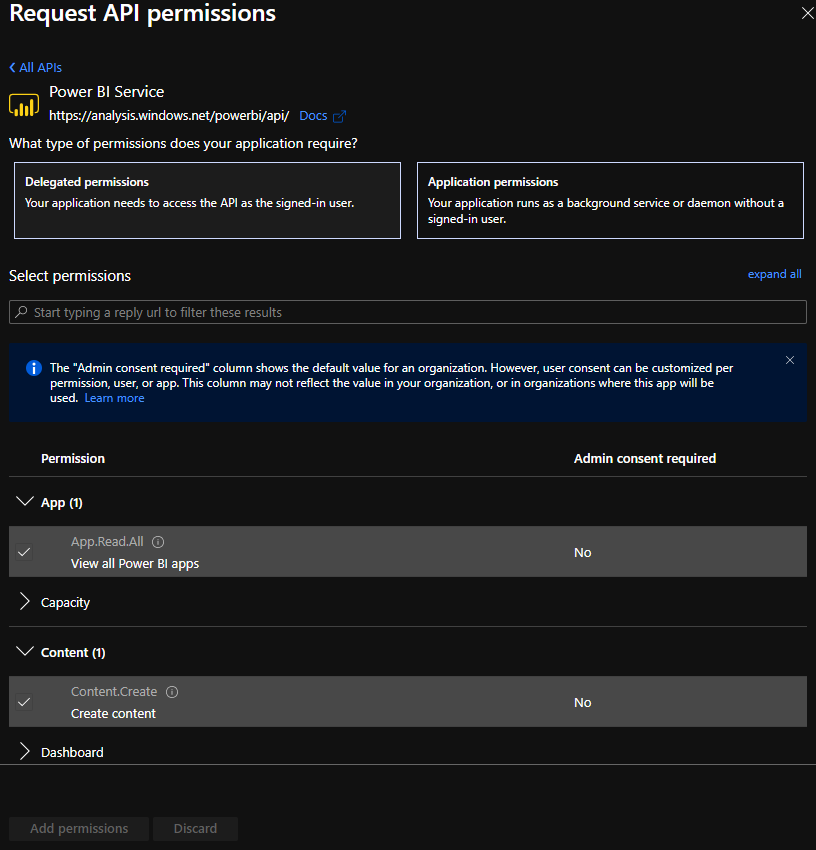 Request API permissions
All APIs
Power BI Service
https://analysis.windows.net/powerbi/api/ Docs
What type of permissions does your application require?
Delegated permissions
Your application needs to access the API as the signed-in user.
Application permissions
Your application runs as a background service or daemon without a
signed-in user.
Select permissions
expand all
Start typing a reply url to filter these results
The "Admin consent required" column shows the default value for an organization. However, user consent can be customized per
permission, user, or app. This column may not reflect the value in your organization, or in organizations where this app will be
used. Learn more
Permission
Admin consent required
App (1)
App.Read.All
View all Power BI apps
No
Capacity
Content (1)
Content.Create
Create content
No
Dashboard
Add permissions
Discard